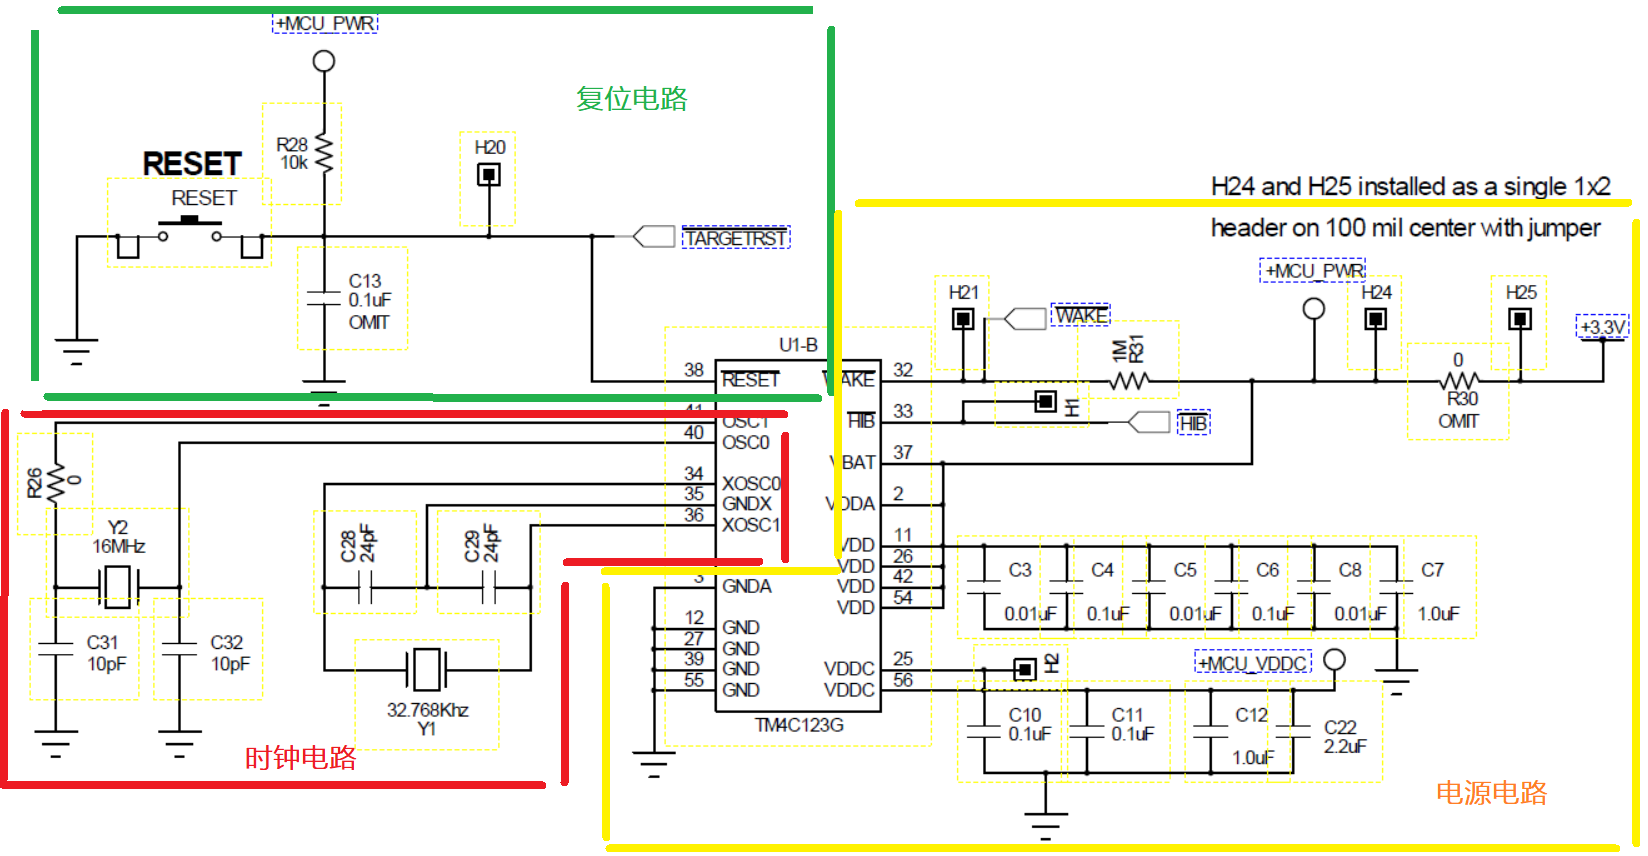 +MCU_PWR
复位电路
R28
10k
H20
RESET
RESET
TARGETRST
C13
0.1uF
OMIT
H24 and H25 installed as a single 1x2
header on 100 mil center with jumper
+MCU_PWR
H21
WAKE
H24
H25
+3.3V
1M
R31
0
R30
OMIT
H1
HIB
U1-B
38
RESET
41
OSC1
40
OSC0
34
XOSC0
35
GNDX
36
XOSC1
3
GNDA
12
GND
27
GND
39
GND
55
GND
WAKE
32
HIB
33
VBAT
37
VDDA
2
VDD
11
VDD
26
VDD
42
VDD
54
VDDC
25
VDDC
56
TM4C123G
R26
0
Y2
16MHz
C28
24pF
C29
24pF
C31
10pF
C32
10pF
32.768Khz
Y1
时钟电路
C3
0.01uF
C4
0.1uF
C5
0.01uF
C6
0.1uF
C8
0.01uF
C7
1.0uF
H2
+MCU_VDDC
C10
0.1uF
C11
0.1uF
C12
1.0uF
C22
2.2uF
电源电路